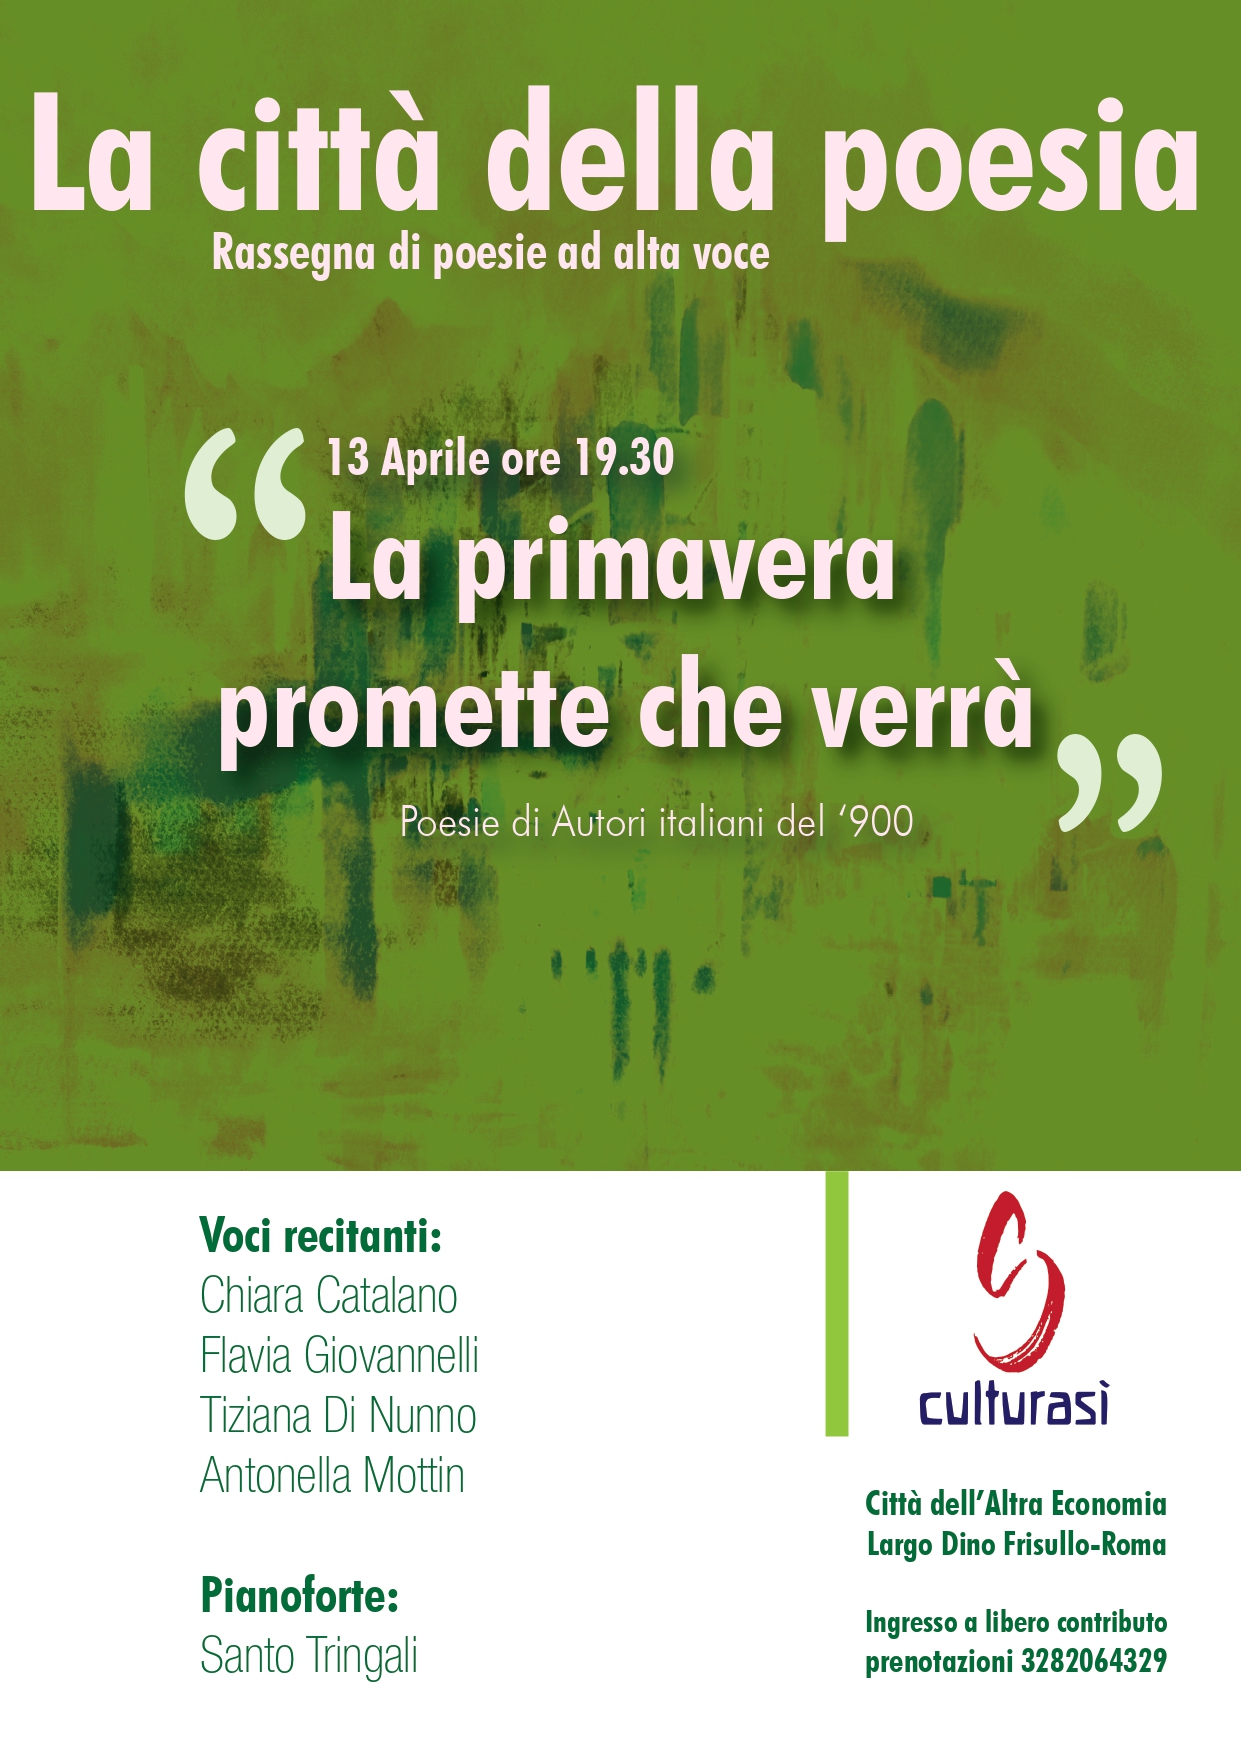 La città della poesia
Rassegna di poesie ad alta voce
“
13 Aprile ore 19.30
La primavera
promette che verrà
”
Poesie di Autori italiani del ‘900
Voci recitanti:
Chiara Catalano
Flavia Giovannelli
Tiziana Di Nunno
Antonella Mottin
Pianoforte:
Santo Tringali
culturasì
Città dell’Altra Economia
Largo Dino Frisullo-Roma
Ingresso a libero contributo
prenotazioni 3282064329